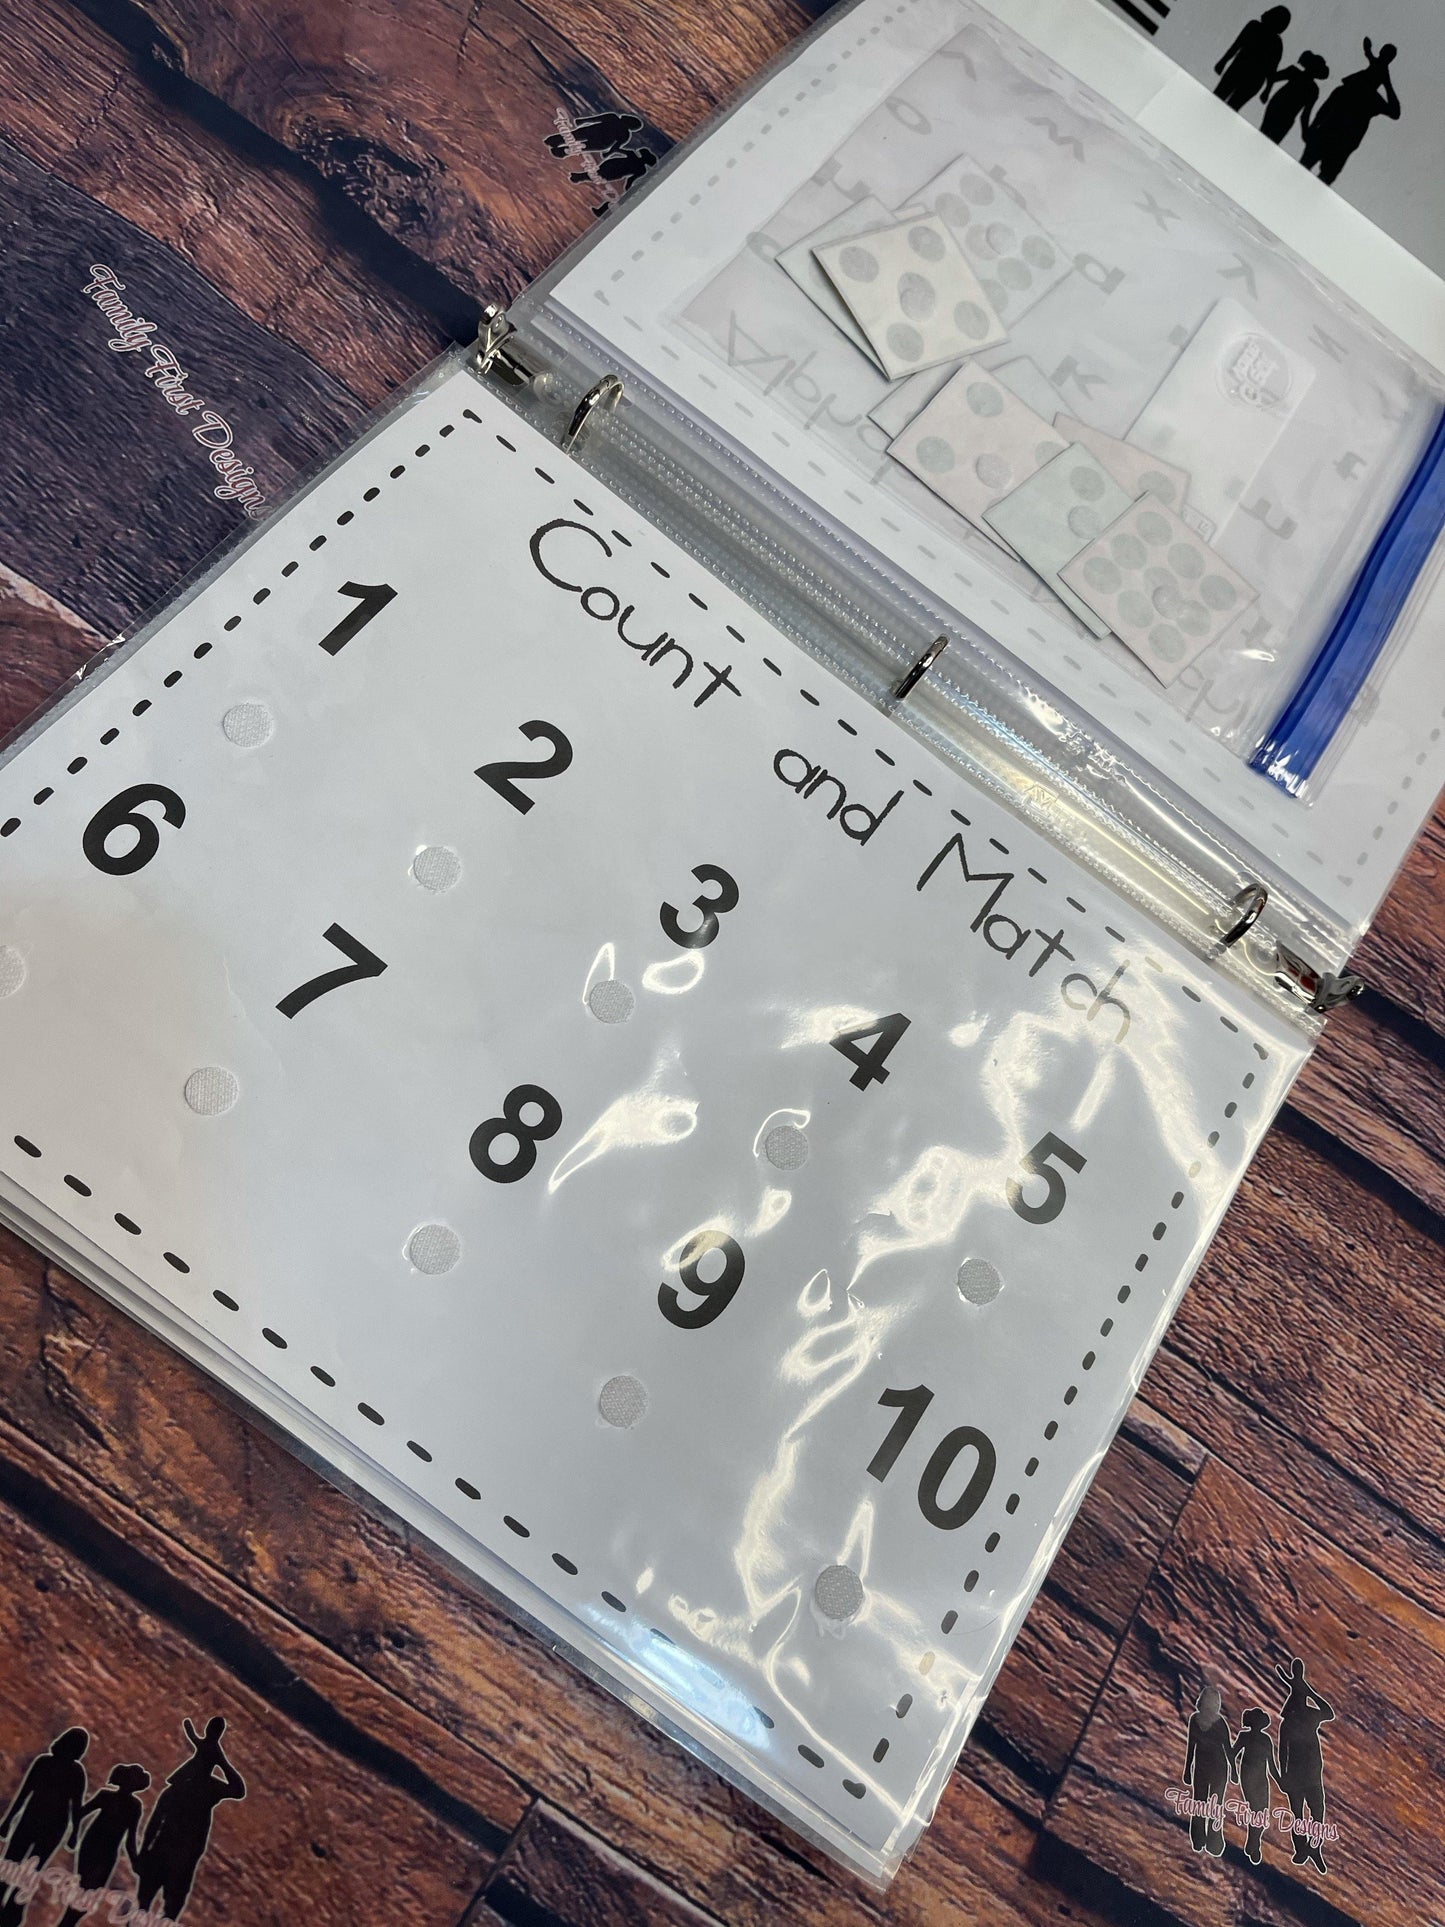 Count and Match
1 2 3 4 5
6 7 8 9 10
Family First Designs
Family First Designs
Family First Designs